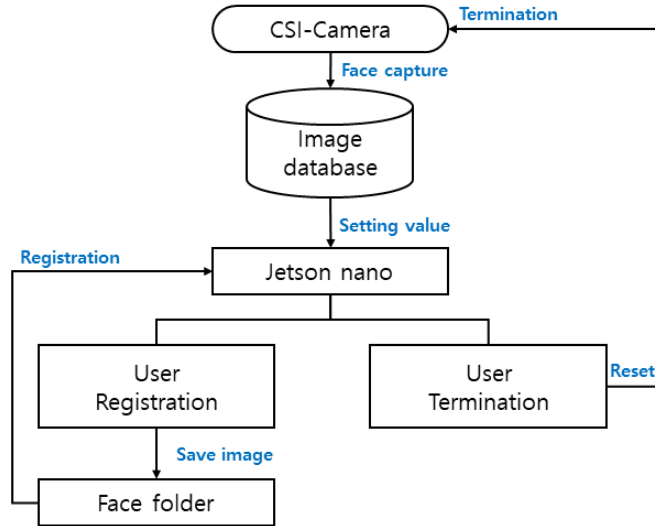 CSI-Camera
Termination
Face capture
Image
database
Setting value
Registration
Jetson nano
User
Registration
User
Termination
Reset
Save image
Face folder